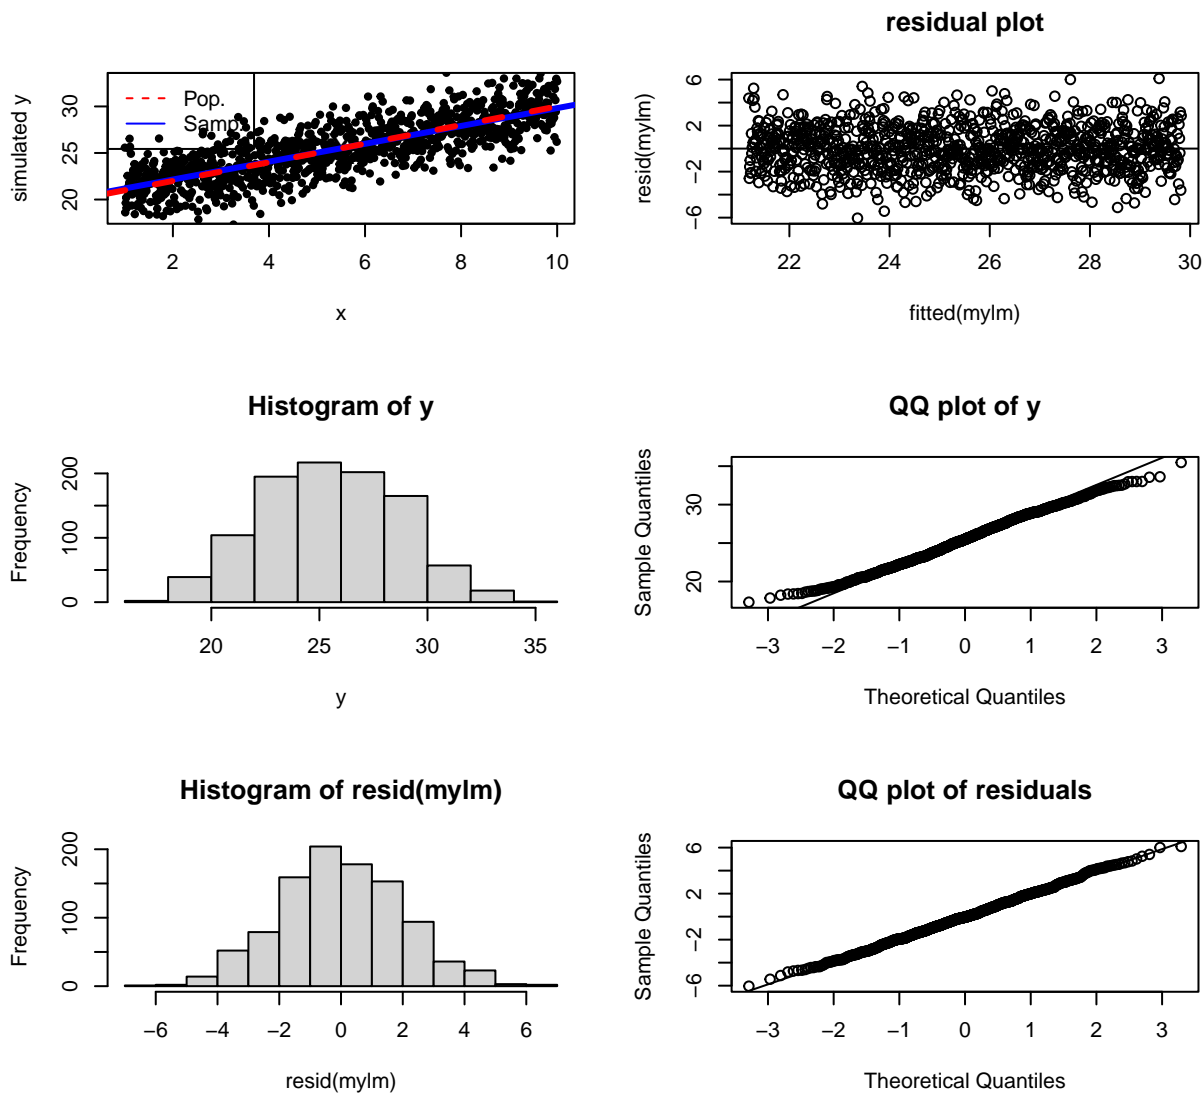 simulated y
20 25 30
Pop.
Samp.
2 4 6 8 10
x
residual plot
resid(mylm)
−6 −2 2 6
22 24 26 28 30
fitted(mylm)
Histogram of y
Frequency
0 100 200
20 25 30 35
y
QQ plot of y
Sample Quantiles
20 30
−3 −2 −1 0 1 2 3
Theoretical Quantiles
Histogram of resid(mylm)
Frequency
0 100 200
−6 −4 −2 0 2 4 6
resid(mylm)
QQ plot of residuals
Sample Quantiles
−6 −2 2 6
−3 −2 −1 0 1 2 3
Theoretical Quantiles